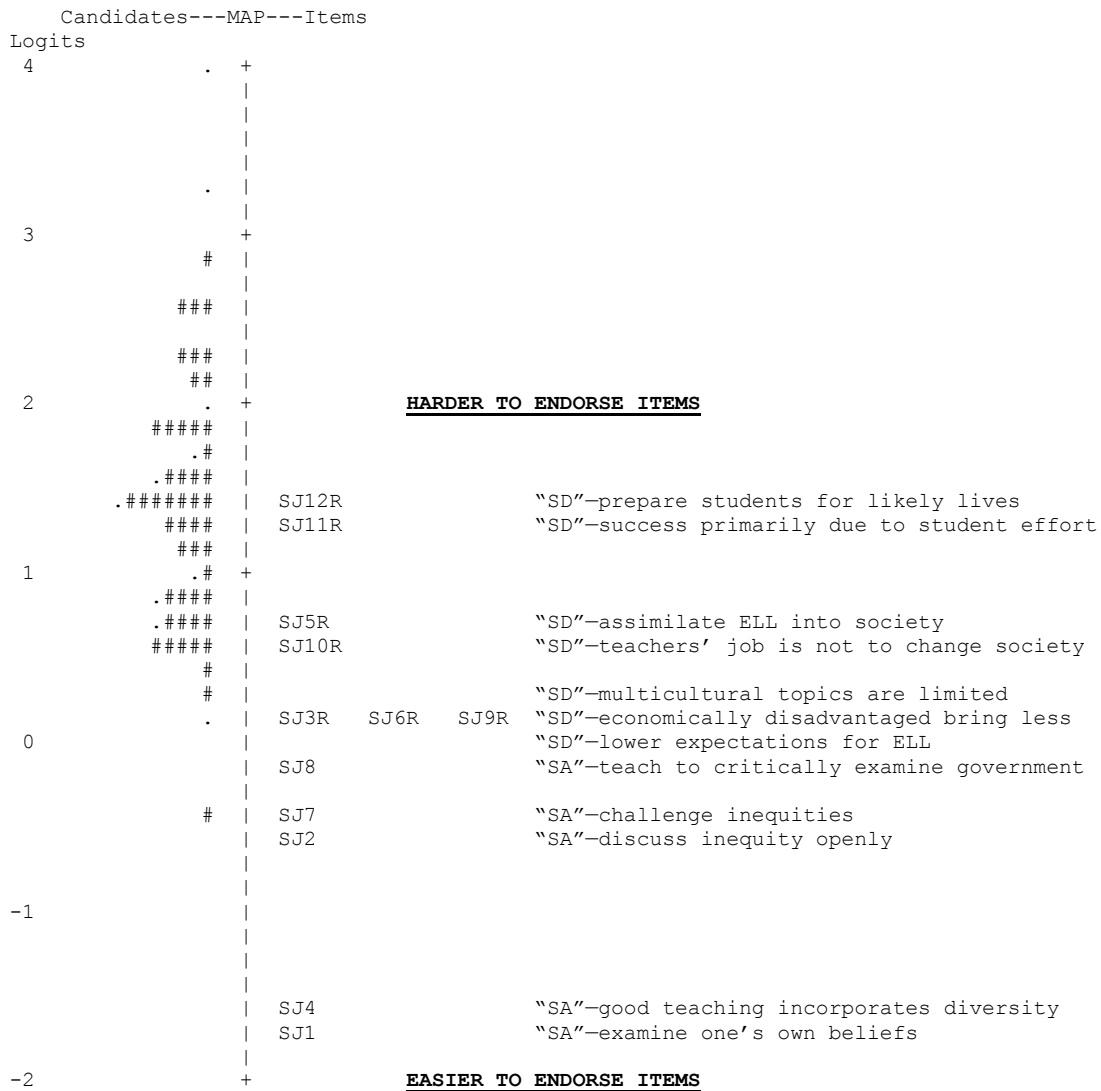 Candidates---MAP---Items
Logits
4 . +
|
|
|
|
. |
|
3 +
# |
|
### |
|
### |
## |
2 . + HARDER TO ENDORSE ITEMS
##### |
.# |
.#### |
.####### | SJ12R “SD”—prepare students for likely lives
#### | SJ11R “SD”—success primarily due to student effort
### |
1 .# +
.#### |
.#### | SJ5R “SD”—assimilate ELL into society
##### | SJ10R “SD”—teachers’ job is not to change society
# |
# | “SD”—multicultural topics are limited
. | SJ3R SJ6R SJ9R “SD”—economically disadvantaged bring less
0 | “SD”—lower expectations for ELL
| SJ8 “SA”—teach to critically examine government
|
# | SJ7 “SA”—challenge inequities
| SJ2 “SA”—discuss inequity openly
|
|
-1 |
|
|
|
| SJ4 “SA”—good teaching incorporates diversity
| SJ1 “SA”—examine one’s own beliefs
|
-2 + EASIER TO ENDORSE ITEMS